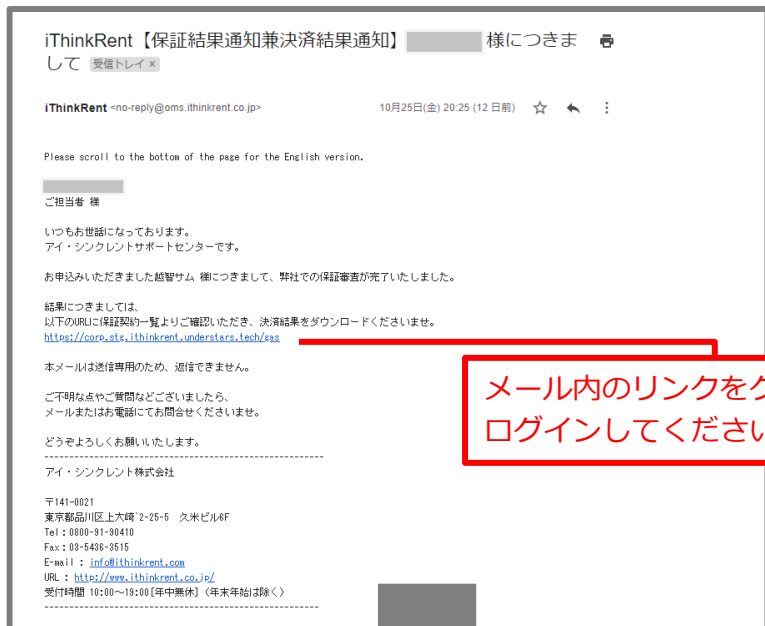 iThinkRent【保証結果通知兼決済結果通知】 様につきま
して 受信トレイ ×
iThinkRent <no-reply@oms.ithinkrent.co.jp> 10月25日(金) 20:25 (12 日前)
Please scroll to the bottom of the page for the English version.
ご担当者 様
いつもお世話になっております。
アイ・シンクレントサポートセンターです。
お申込みいただきました越智サム 様につきまして、弊社での保証審査が完了いたしました。
結果につきましては、
以下のURLに保証契約一覧よりご確認いただき、決済結果をダウンロードくださいませ。
https://corp.stg.ithinkrent.understars.tech/gas
本メールは送信専用のため、返信できません。
ご不明な点やご質問などございましたら、
メールまたはお電話にてお問合せくださいませ。
どうぞよろしくお願いいたします。
--------------------------------------------------------
アイ・シンクレント株式会社
〒141-0021
東京都品川区上大崎`2-25-5 久米ビル6F
Tel：0800-91-90410
Fax：03-5436-3515
E-mail : info@ithinkrent.com
URL : http://www.ithinkrent.co.jp/
受付時間 10:00～19:00[年中無休]（年末年始は除く）
-------------------------------------------------------
メール内のリンクをク
ログインしてくださ